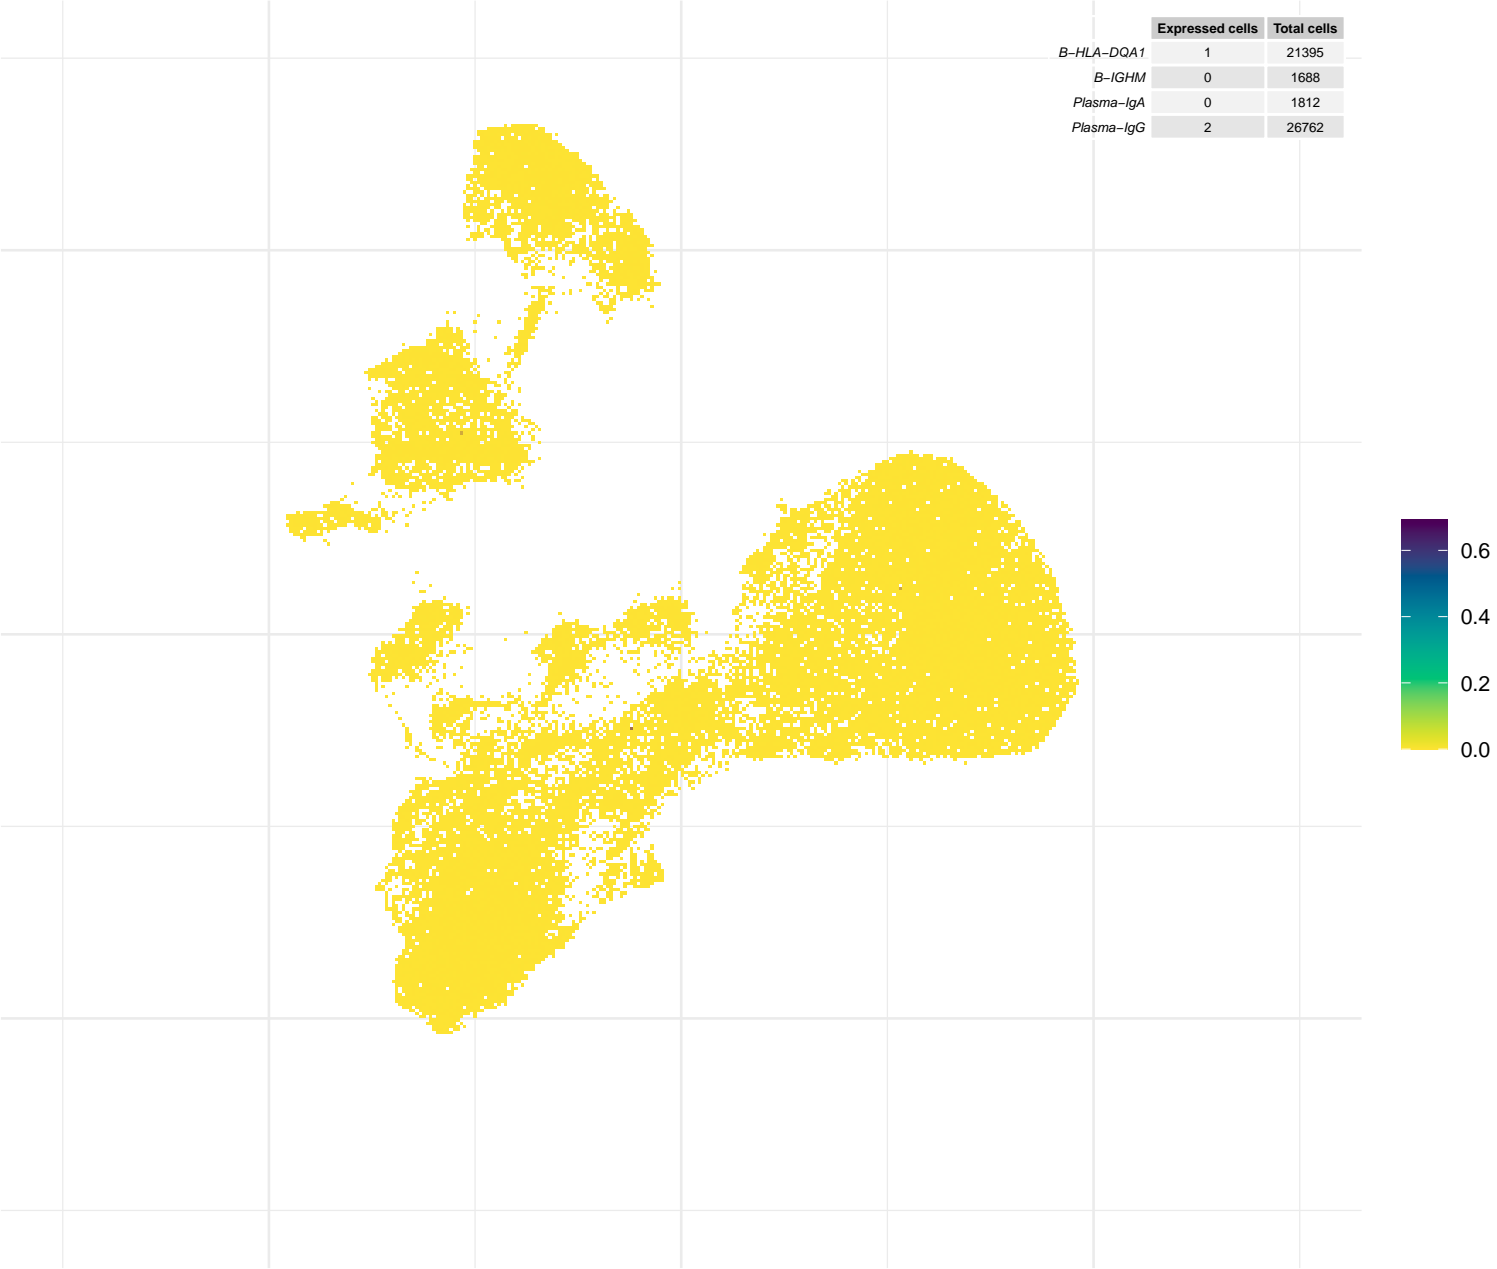 Expressed cells Total cells
B−HLA−DQA1 1 21395
B−IGHM 0 1688
Plasma−IgA 0 1812
Plasma−IgG 2 26762
0.6
0.4
0.2
0.0